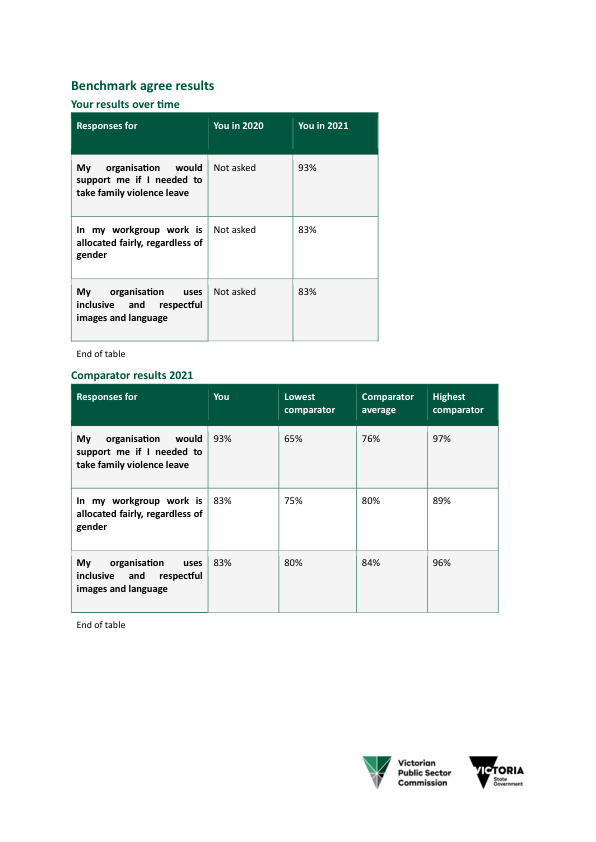 Benchmark agree results
Your results over time
Responses for You in 2020 You in 2021
My organisation would Not asked 93%
support me if I needed to
take family violence leave
In my workgroup work is Not asked 83%
allocated fairly, regardless of
gender
My organisation uses Not asked 83%
inclusive and respectful
images and language
End of table
Comparator results 2021
Responses for You Lowest Comparator Highest
comparator average comparator
My organisation would 93% 65% 76% 97%
support me if I needed to
take family violence leave
In my workgroup work is 83% 75% 80% 89%
allocated fairly, regardless of
gender
My organisation uses 83% 80% 84% 96%
inclusive and respectful
images and language
End of table
Victorian
Public Sector
Commission
VICTORIA
State
Government